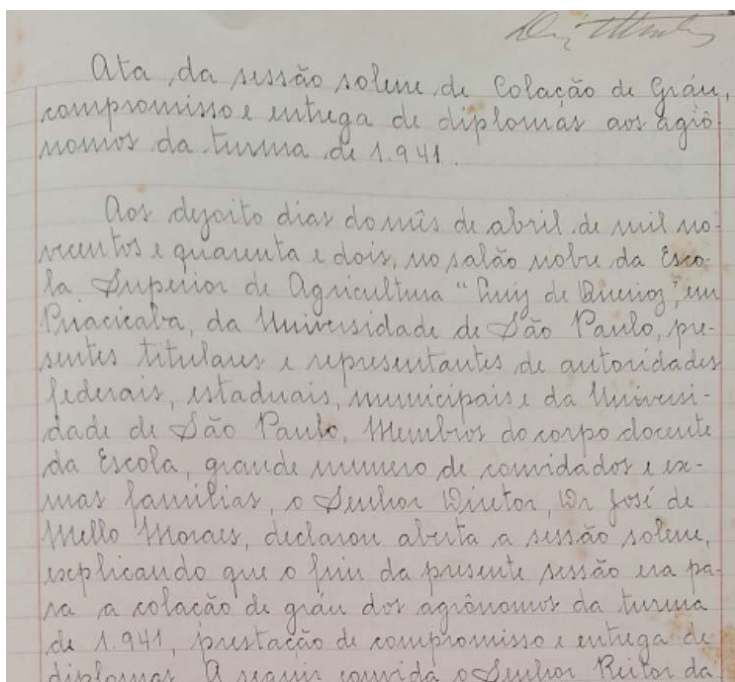 Ata da sessão solene de Colação de Gráu,
compromisso e entrega de diplomas aos agrô-
nomos da turma de 1.941.
Aos dezoito dias do mês de abril de mil no-
vecentos e quarenta e dois, no salão nobre da Esco-
la Superior de Agricultura "Luiz de Queiroz", em
Piracicaba, da Universidade de São Paulo, pre-
sentes titulares e representantes de autoridades
federais, estaduais, municipais e da Universi-
dade de São Paulo, Membros do corpo docente
da Escola, grande numero de convidados e ex-
mas familias, o Senhor Diretor, Dr José de
Mello Moraes, declarou aberta a sessão solene,
explicando que o fim da presente sessão era pa-
ra a colação de gráu dos agrônomos da turma
de 1.941, prestação de compromisso e entrega de
diplomas. A seguir convida o Senhor Reitor da